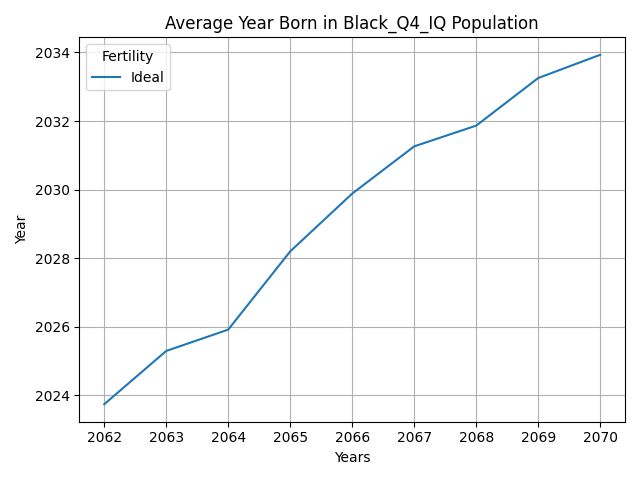 Average Year Born in Black_Q4_IQ Population
Fertility
Ideal
Year
2034
2032
2030
2028
2026
2024
2062 2063 2064 2065 2066 2067 2068 2069 2070
Years